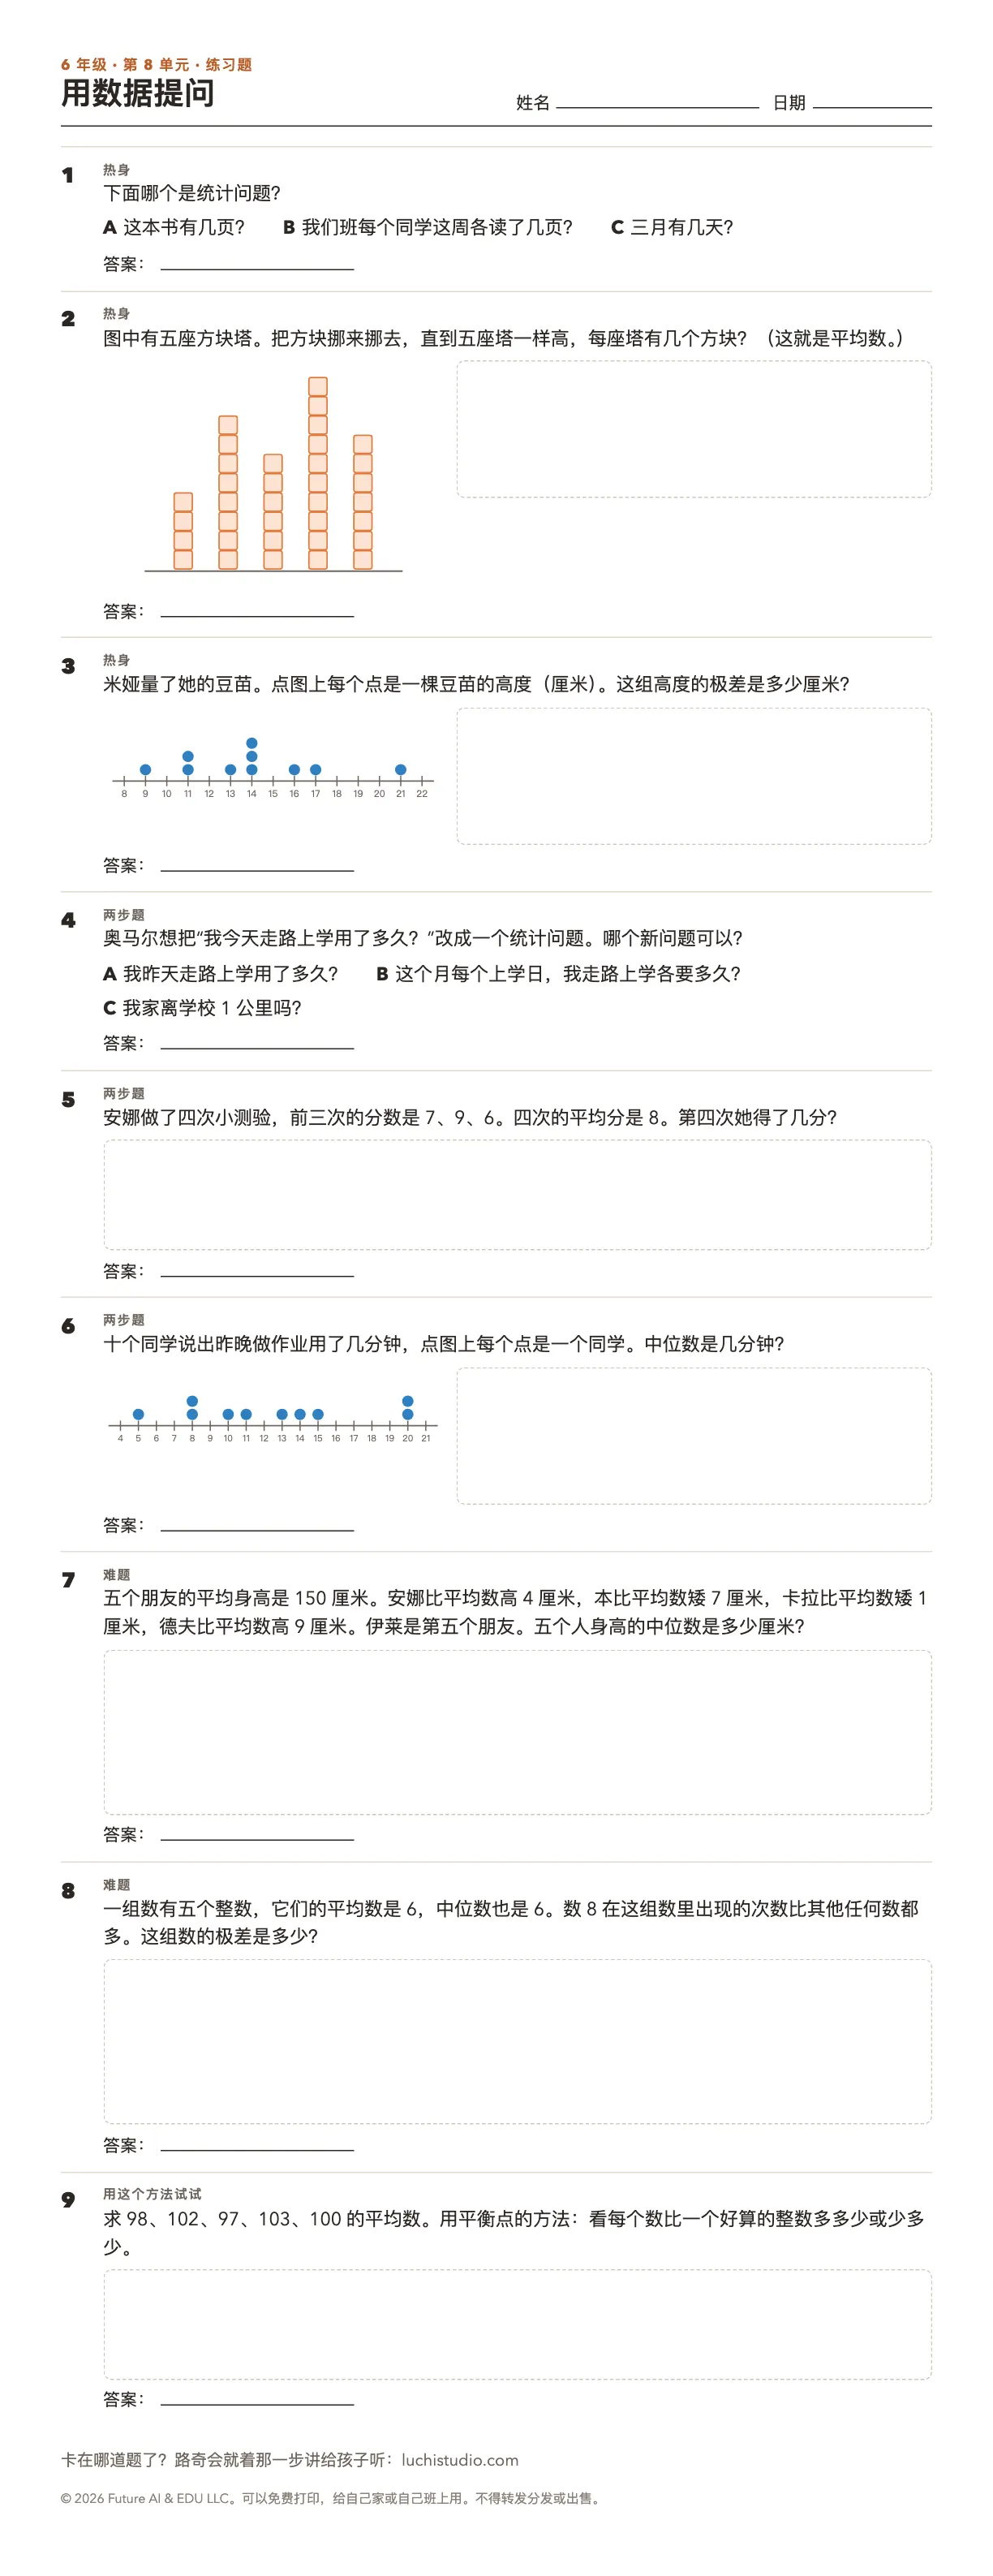 6 年级 · 第 8 单元 · 练习题
用数据提问
姓名 日期
1
热身
下面哪个是统计问题？
A 这本书有几页？ B 我们班每个同学这周各读了几页？ C 三月有几天？
答案：
2
热身
图中有五座方块塔。把方块挪来挪去，直到五座塔一样高，每座塔有几个方块？（这就是平均数。）
答案：
3
热身
米娅量了她的豆苗。点图上每个点是一棵豆苗的高度（厘米）。这组高度的极差是多少厘米？
8 9 10 11 12 13 14 15 16 17 18 19 20 21 22
答案：
4
两步题
奥马尔想把“我今天走路上学用了多久？”改成一个统计问题。哪个新问题可以？
A 我昨天走路上学用了多久？ B 这个月每个上学日，我走路上学各要多久？
C 我家离学校 1 公里吗？
答案：
5
两步题
安娜做了四次小测验，前三次的分数是 7、9、6。四次的平均分是 8。第四次她得了几分？
答案：
6
两步题
十个同学说出昨晚做作业用了几分钟，点图上每个点是一个同学。中位数是几分钟？
4 5 6 7 8 9 10 11 12 13 14 15 16 17 18 19 20 21
答案：
7
难题
五个朋友的平均身高是 150 厘米。安娜比平均数高 4 厘米，本比平均数矮 7 厘米，卡拉比平均数矮 1
厘米，德夫比平均数高 9 厘米。伊莱是第五个朋友。五个人身高的中位数是多少厘米？
答案：
8
难题
一组数有五个整数，它们的平均数是 6，中位数也是 6。数 8 在这组数里出现的次数比其他任何数都
多。这组数的极差是多少？
答案：
9
用这个方法试试
求 98、102、97、103、100 的平均数。用平衡点的方法：看每个数比一个好算的整数多多少或少多
少。
答案：
卡在哪道题了？路奇会就着那一步讲给孩子听：luchistudio.com
© 2026 Future AI & EDU LLC。可以免费打印，给自己家或自己班上用。不得转发分发或出售。